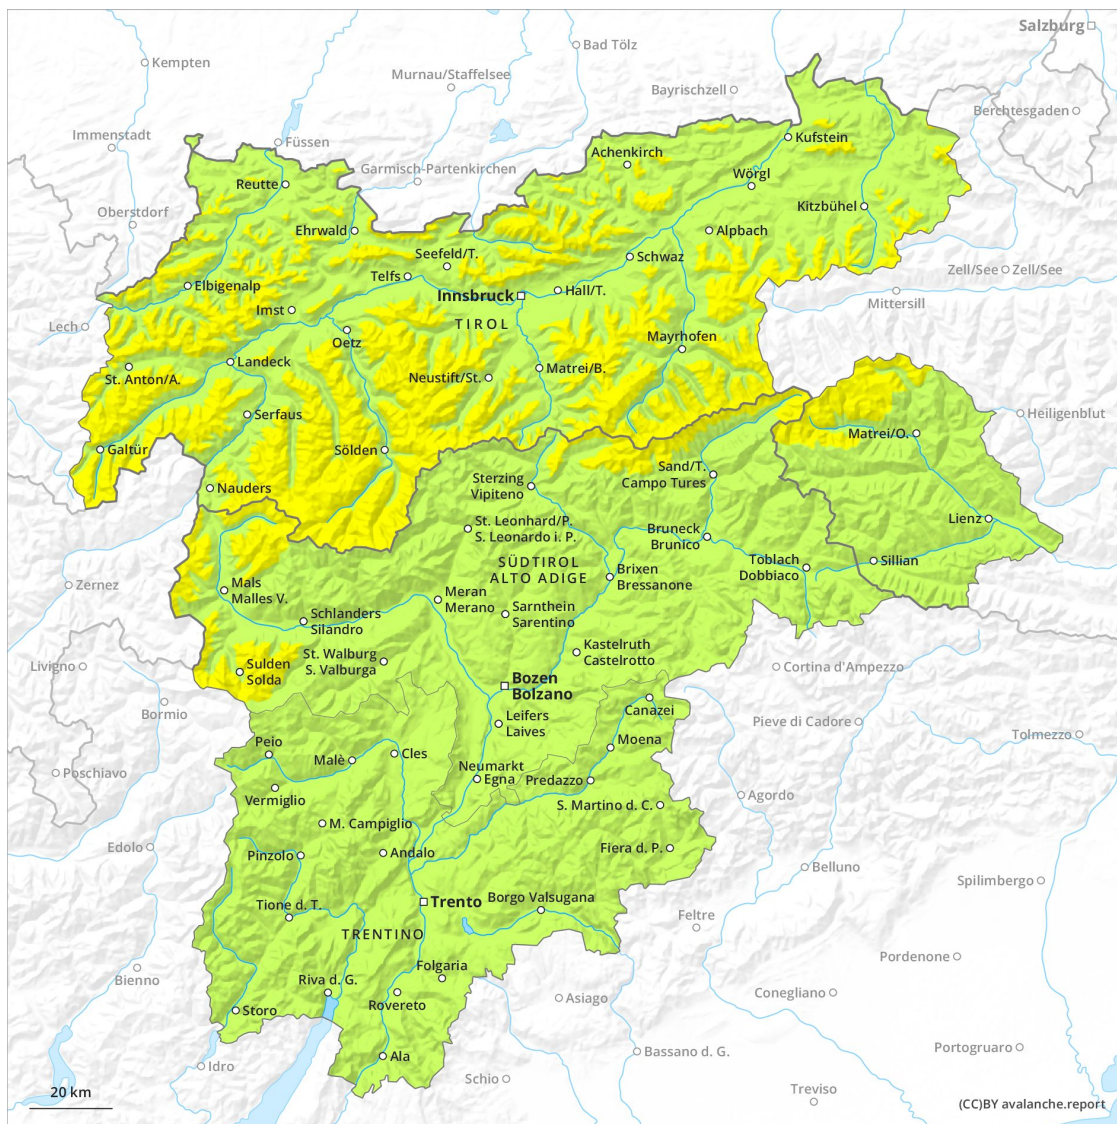 Salzburg
Bad Tölz
Kempten
Murnau/Staffelsee
Bayrischzell
Berchtesgaden
Immenstadt
Füssen
Kufstein
Achenkirch
Garmisch-Partenkirchen
Wörgl
Reutte
Oberstdorf
Kitzbühel
Ehrwald
Alpbach
Seefeld/T.
Schwaz
Telfs
Zell/See
Zell/See
Elbigenalp
Hall/T.
Innsbruck
Mittersill
Imst
TIROL
Lech
Oetz
Mayrhofen
Landeck
Matrei/B.
St. Anton/A.
Neustift/St.
Serfaus
Heiligenblut
Matrei/O.
Galtür
Sölden
Sand/T.
Campo Tures
Sterzing
Vipiteno
Nauders
Lienz
St. Leonhard/P.
S. Leonardo i. P.
Bruneck
Brunico
SÜDTIROL
ALTO ADIGE
Toblach
Dobbiaco
Sillian
Brixen
Bressanone
Zernez
Mals
Malles V.
Meran
Merano
Sarnthein
Sarentino
Schlanders
Silandro
Kastelruth
Castelrotto
St. Walburg
S. Valburga
Livigno
Sulden
Solda
Cortina d'Ampezzo
Bozen
Bolzano
Bormio
Canazei
Leifers
Laives
Pieve di Cadore
Tolmezzo
Peio
Moena
Malè
Cles
Poschiavo
Neumarkt
Egna
Predazzo
Vermiglio
Agordo
S. Martino d. C.
M. Campiglio
Edolo
Pinzolo
Andalo
Fiera d. P.
Belluno
Spilimbergo
Trento
Borgo Valsugana
Tione d. T.
Feltre
TRENTINO
Pordenone
Folgaria
Bienno
Riva d. G.
Rovereto
Asiago
Conegliano
Storo
Portogruaro
Bassano d. G.
Ala
Idro
Schio
Treviso
20 km
(CC)BY avalanche.report